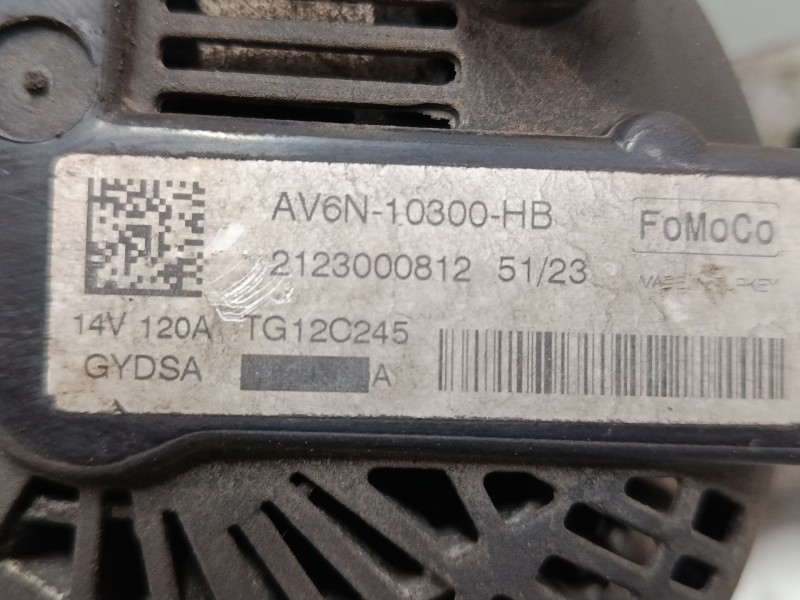 AV6N-10300-HB
FoMoCo
2123000812 51/23
14V 120A TG12C245
GYDSA
A